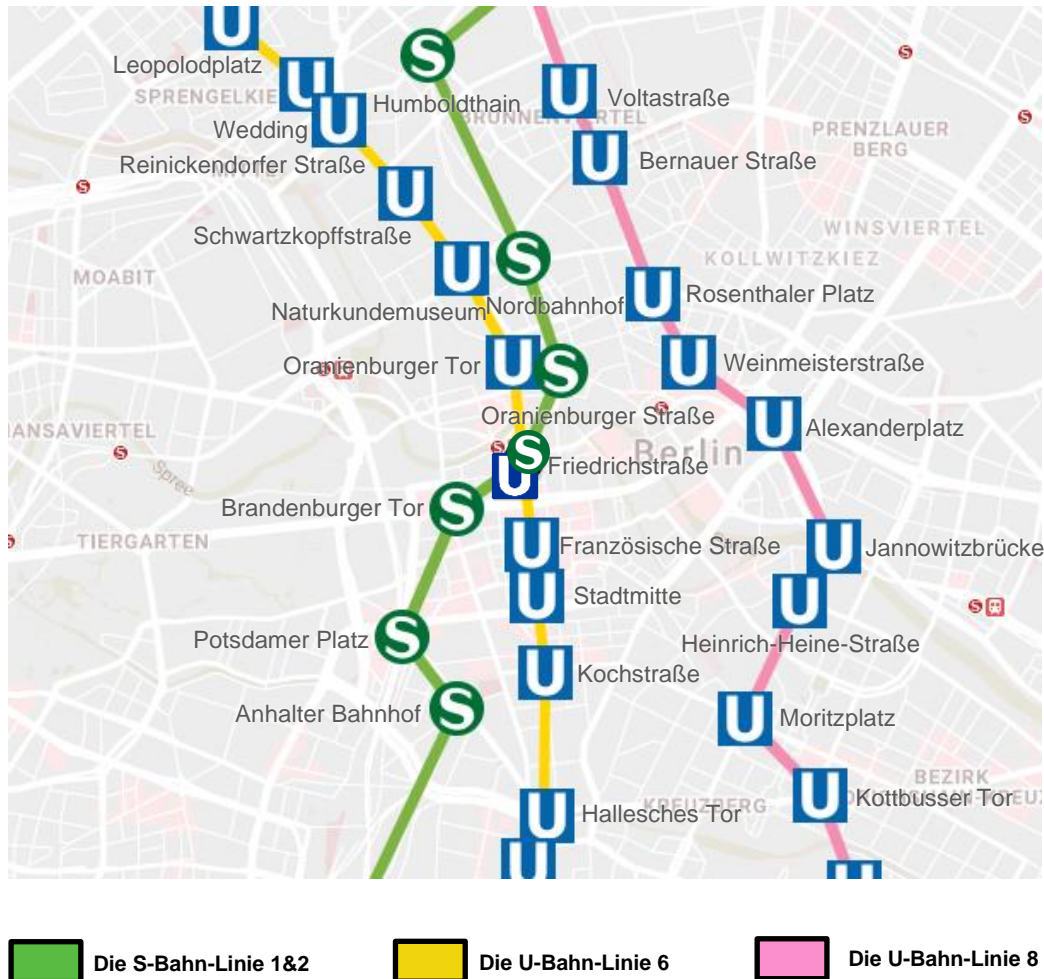 U
S
Leopolodplatz
U
U
Voltastraße
SPRENGELKIE
U
Humboldthain
BRUNNENVIERTEL
Wedding
PRENZLAUER
BERG
Reinickendorfer Straße
U
Bernauer Straße
U
Schwartzkopffstraße
WINSVIERTEL
S
KOLLWITZKIEZ
MOABIT
U
U
Naturkundemuseum
Nordbahnhof
Rosenthaler Platz
U
S
U
Oranienburger Tor
Weinmeisterstraße
Oranienburger Straße
U
Alexanderplatz
HANSAVIERTEL
S
Berlin
Spree
U
Friedrichstraße
Brandenburger Tor
S
TIERGARTEN
U
Französische Straße
U
Jannowitzbrücke
U
Stadtmitte
U
S
Potsdamer Platz
Heinrich-Heine-Straße
U
Kochstraße
Anhalter Bahnhof
S
U
Moritzplatz
BEZIRK
U
Kottbusser Tor
U
Hallesches Tor
KREUZBERG
U
U
Die S-Bahn-Linie 1&2
Die U-Bahn-Linie 6
Die U-Bahn-Linie 8